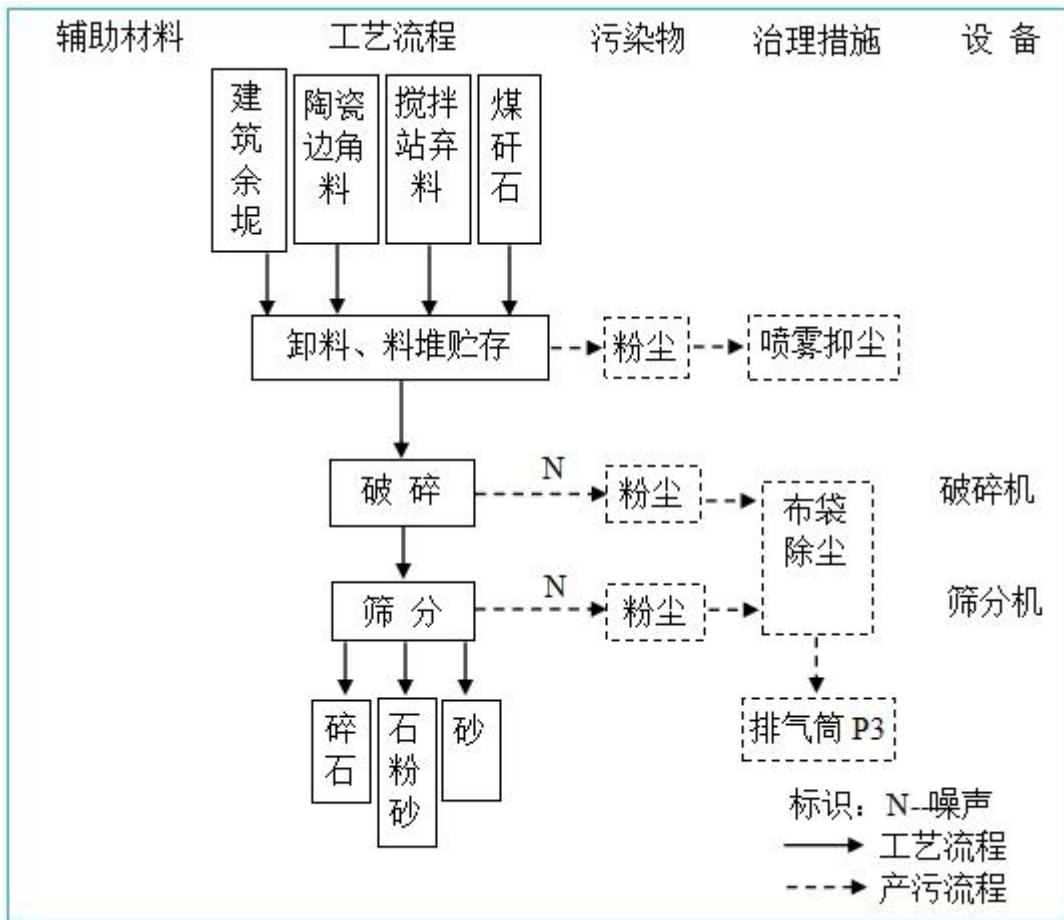 辅助材料 工艺流程 污染物 治理措施 设 备
建
筑
余
坭
陶瓷
边角
料
搅拌
站弃
料
煤
矸
石
卸料、料堆贮存
粉尘
喷雾抑尘
破 碎
N
粉尘
布袋
除尘
破碎机
筛 分
N
粉尘
筛分机
碎
石
石
粉
砂
砂
排气筒 P3
标识：N--噪声
工艺流程
产污流程